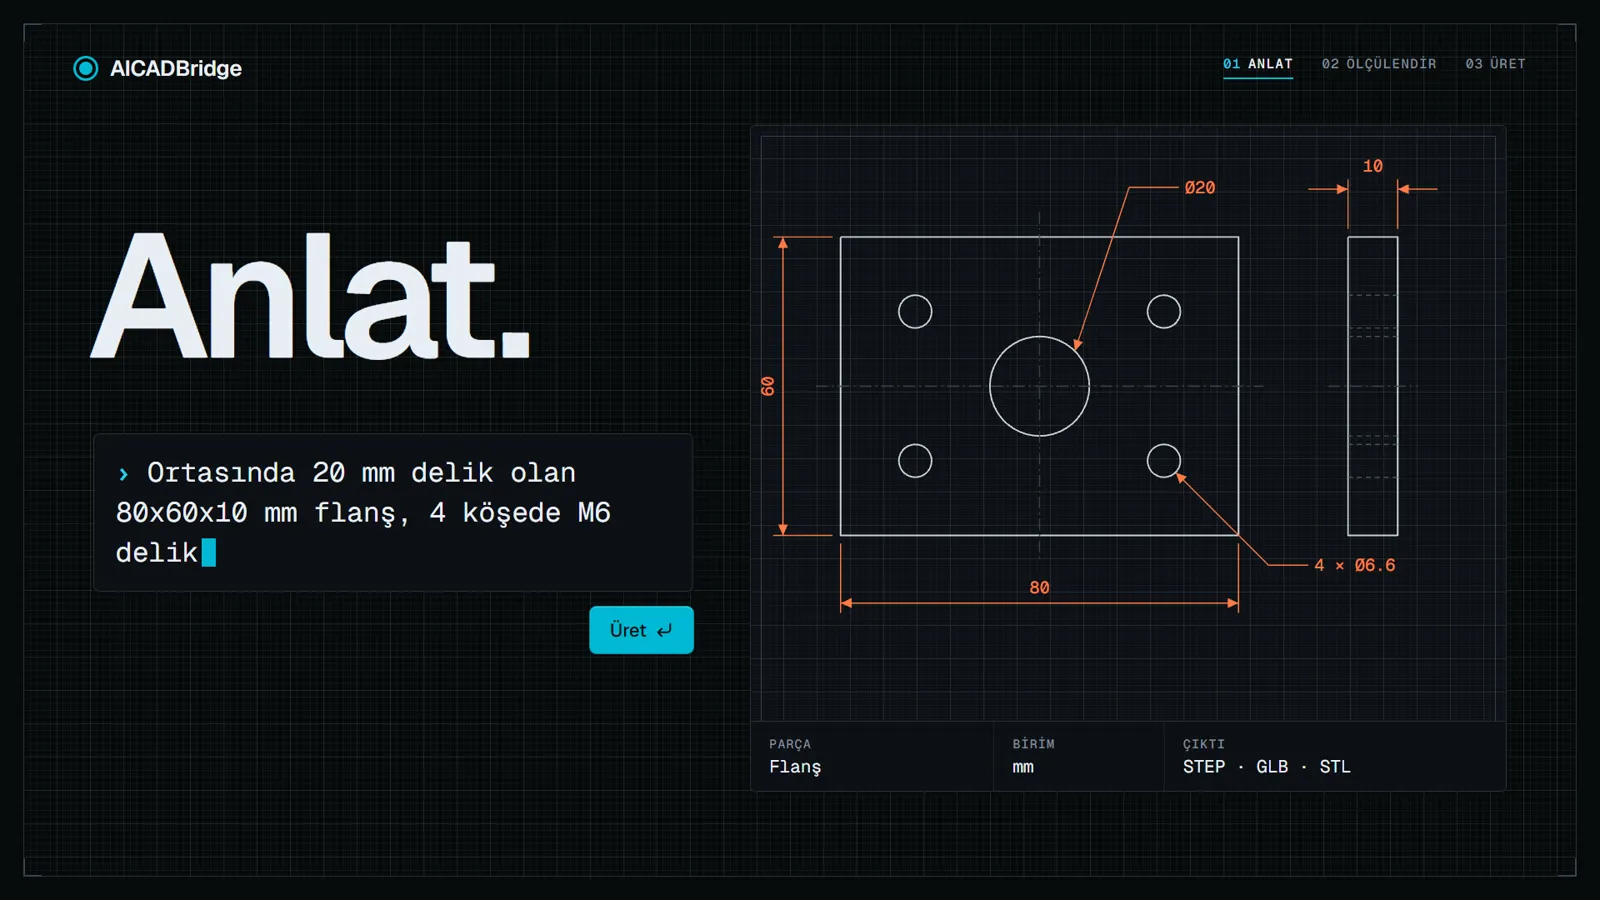 AICADBridge
01 ANLAT
02 ÖLÇÜLENDİR
03 ÜRET
Anlat.
› Ortasında 20 mm delik olan
80x60x10 mm flanş, 4 köşede M6
delik
Üret ↵
Ø20
10
60
80
4 × Ø6.6
PARÇA
Flanş
BİRİM
mm
ÇIKTI
STEP · GLB · STL